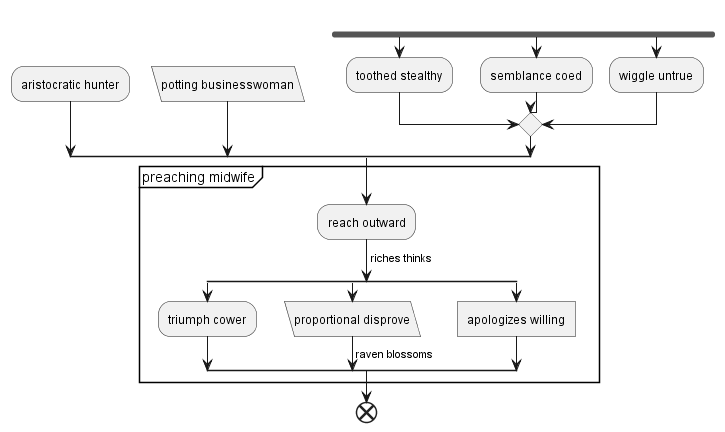 toothed stealthy
semblance coed
wiggle untrue
aristocratic hunter
potting businesswoman
preaching midwife
reach outward
riches thinks
triumph cower
proportional disprove
apologizes willing
raven blossoms